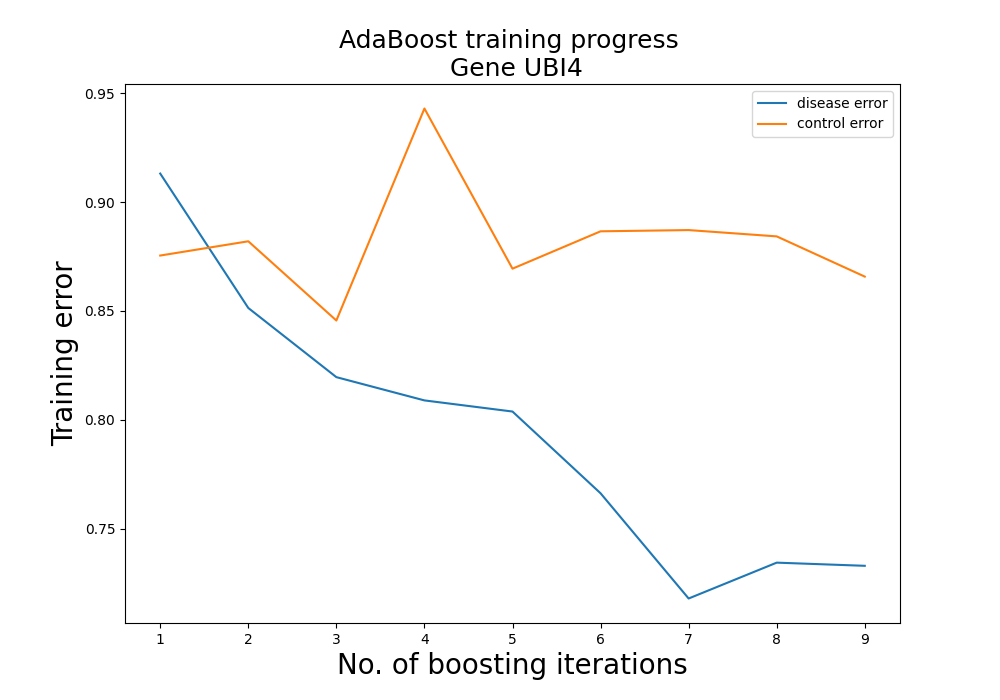 AdaBoost training progress
Gene UBI4
disease error
control error
Training error
0.95
0.90
0.85
0.80
0.75
1 2 3 4 5 6 7 8 9
No. of boosting iterations